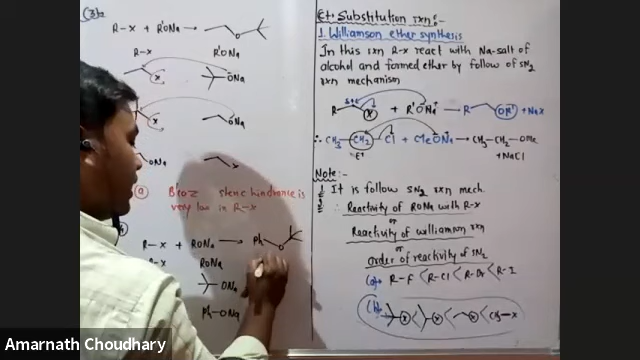 R-X + R'ONa →
O
R-X R'ONa
X ONa
X ONa
ONa X
(a) Bcoz steric hindrance is
very low in R-X
R-X + RONa → Ph O
R-X RONa
ONa
Ph-ONa
Substitution rxn:-
1. Williamson ether synthesis
In this rxn R-X react with Na-salt of
alcohol and formed ether by follow of SN2
rxn mechanism
R X + R'ONa → R OR' + NaX
∴ CH3-CH2-Cl + MeONa → CH3-CH2-OMe
E+ + NaCl
Note:-
1. It is follow SN2 rxn mech.
2. ∴ Reactivity of RONa with R-X
or
Reactivity of williamson rxn
or
order of reactivity of SN2
(a) R-F < R-Cl < R-Br < R-I
(b) X < X < X < CH3-X
Amarnath Choudhary